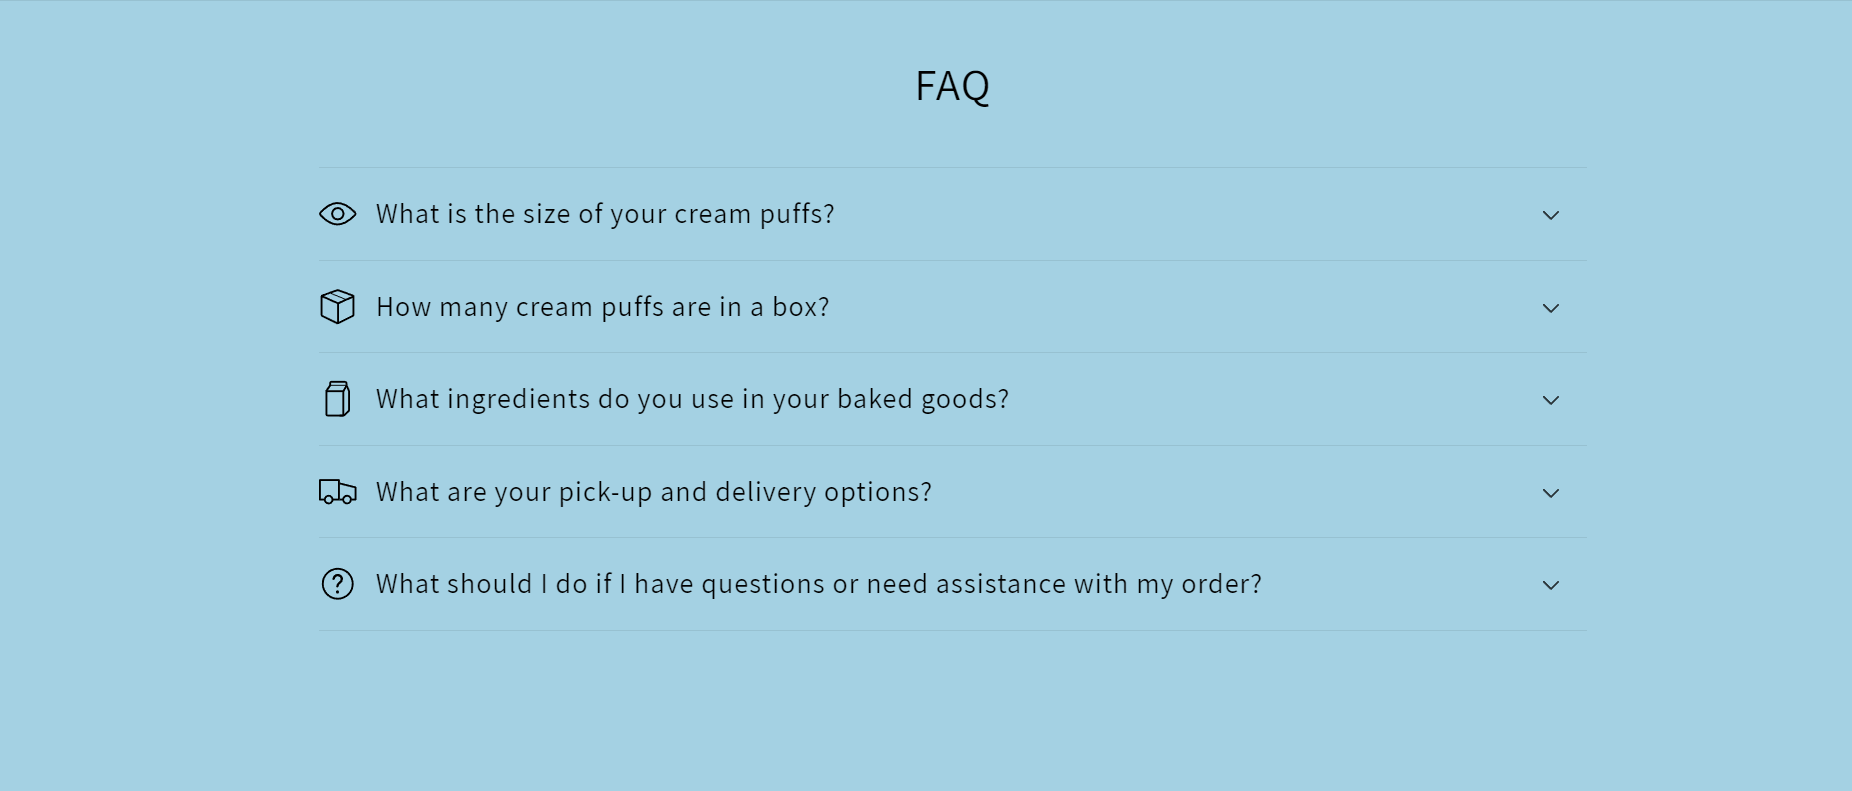 FAQ
What is the size of your cream puffs?
How many cream puffs are in a box?
What ingredients do you use in your baked goods?
What are your pick-up and delivery options?
What should I do if I have questions or need assistance with my order?